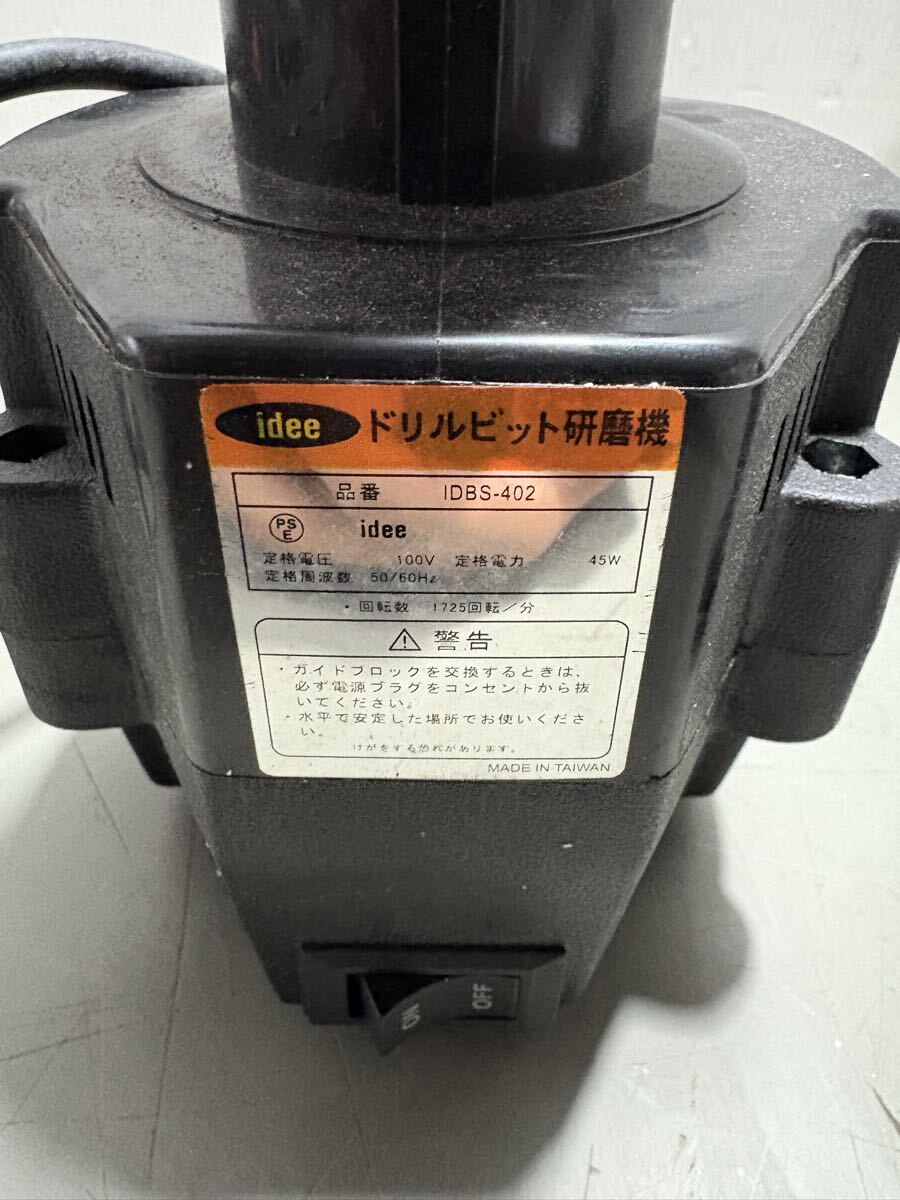 idee ドリルビット研磨機
品番 IDBS-402
PSE idee
定格電圧 100V 定格電力 45W
定格周波数 50/60Hz
・回転数 1725回転/分
警告
・ガイドブロックを交換するときは、
必ず電源プラグをコンセントから抜
いてください。
・水平で安定した場所でお使いくださ
い。
けがをする恐れがあります。
MADE IN TAIWAN
ON OFF